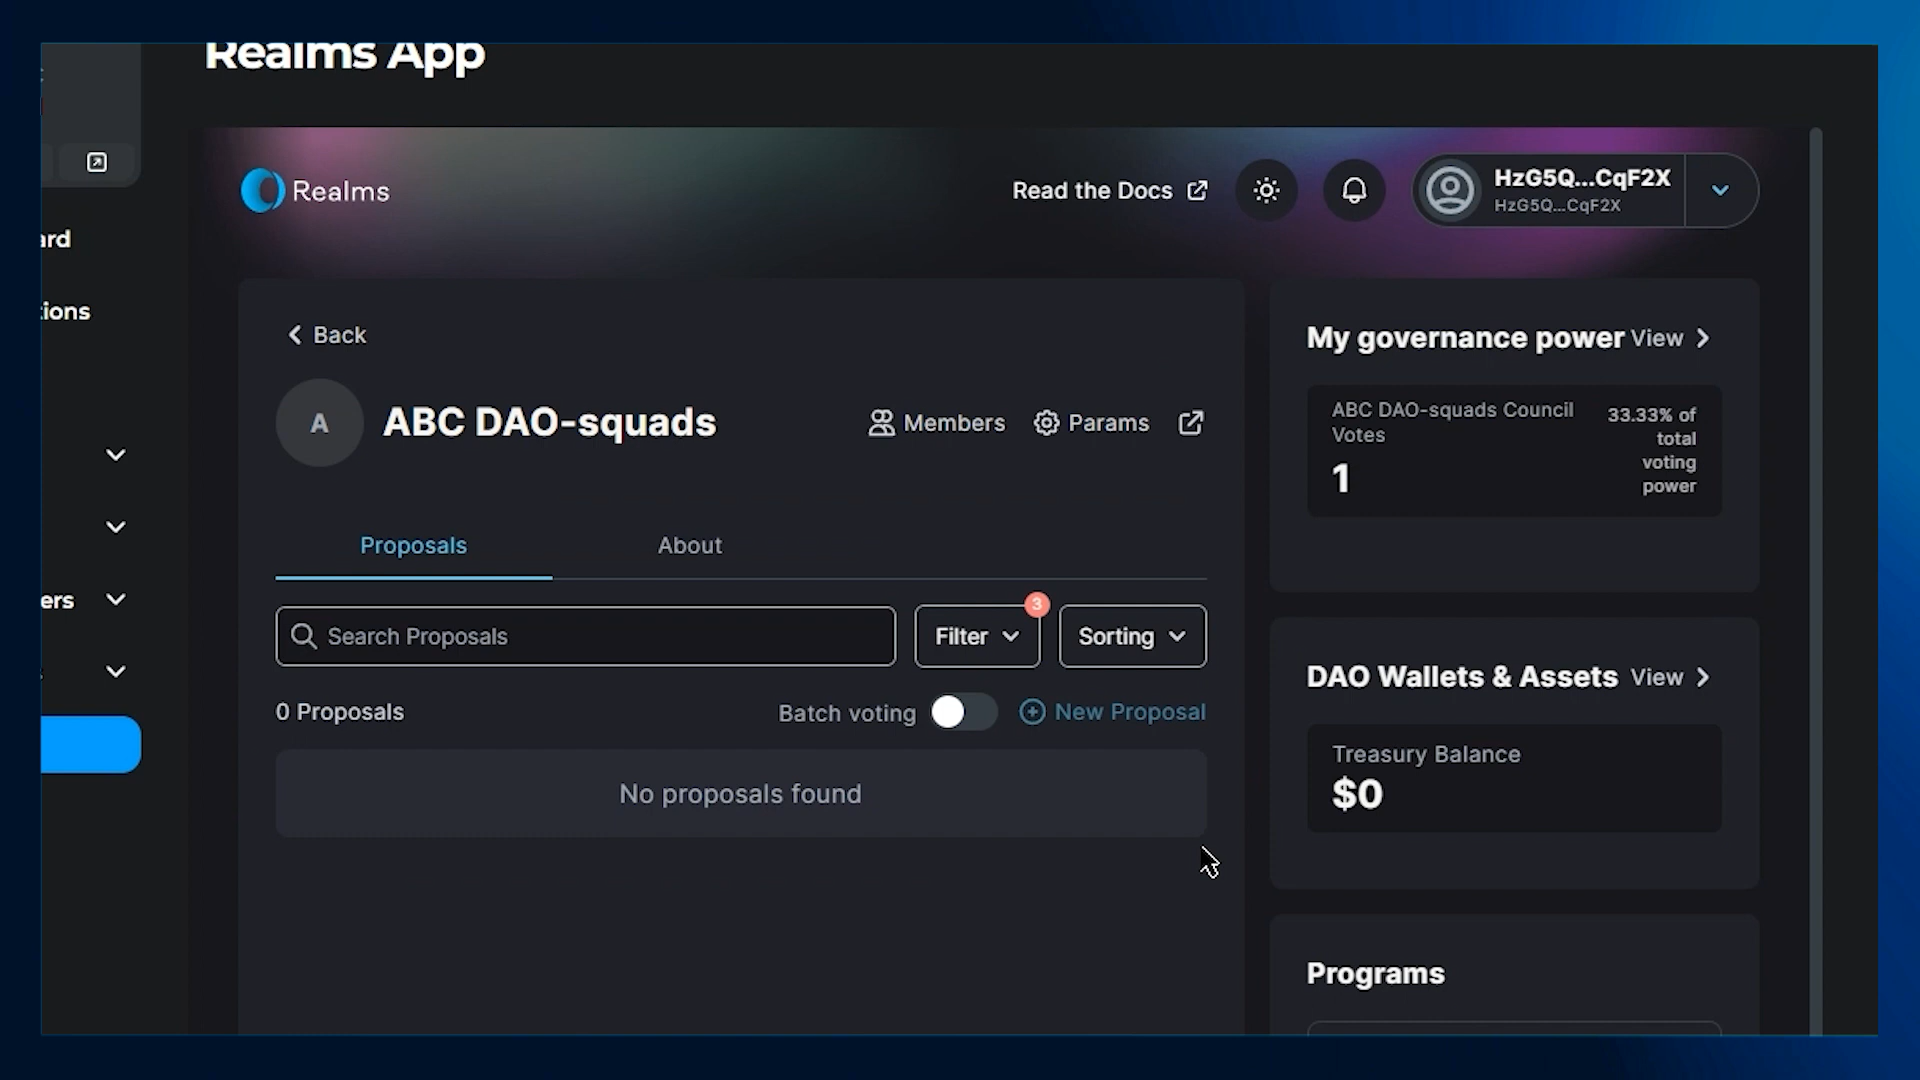 Realms App
Realms
Read the Docs
HzG5Q...CqF2X
HzG5Q...CqF2X
ard
tions
ers
Back
A
ABC DAO-squads
Members
Params
Proposals
About
Search Proposals
Filter
3
Sorting
0 Proposals
Batch voting
New Proposal
No proposals found
My governance power
View
ABC DAO-squads Council
Votes
1
33.33% of
total
voting
power
DAO Wallets & Assets
View
Treasury Balance
$0
Programs